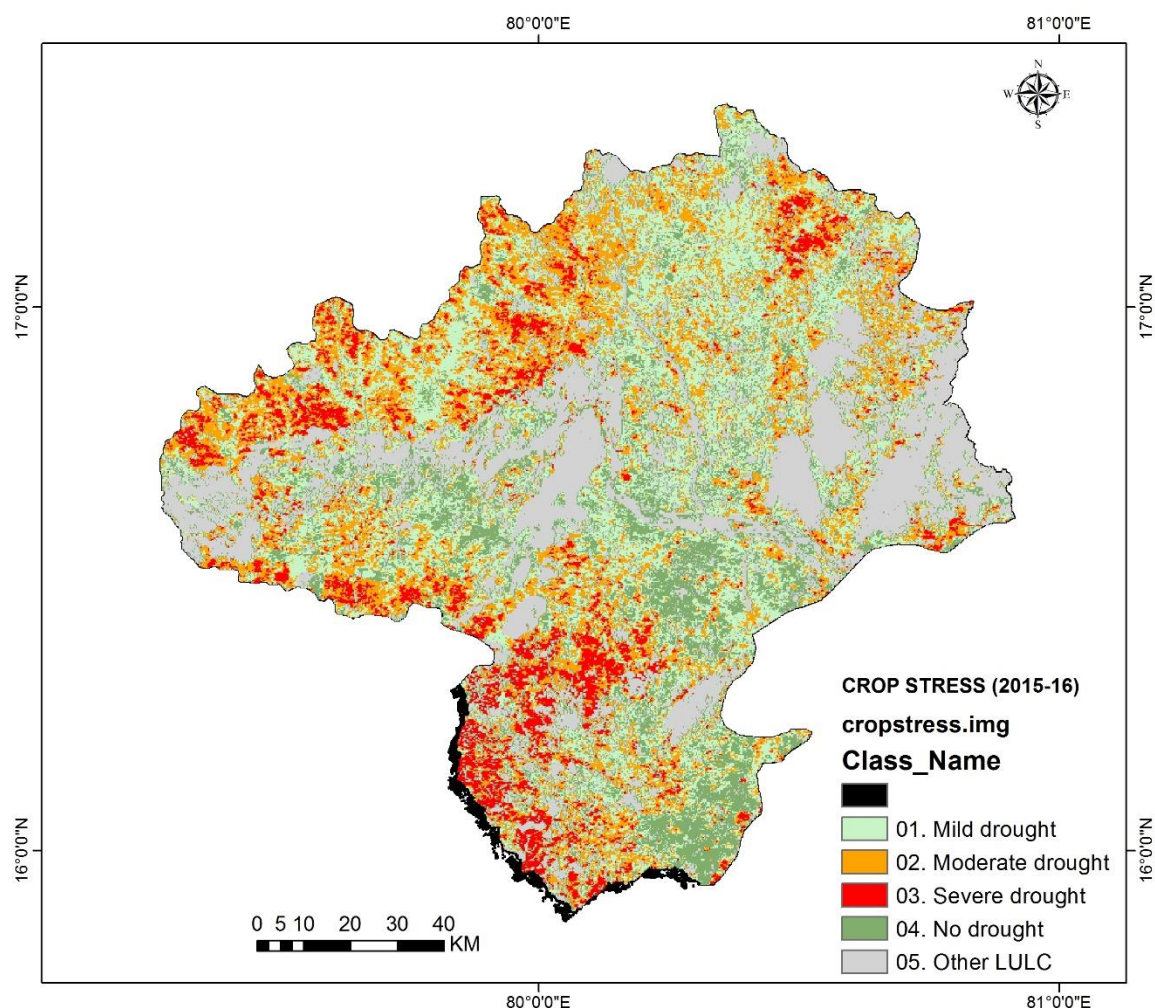 80°0'0"E
81°0'0"E
N
W E
S
17°0'0"N
17°0'0"N
CROP STRESS (2015-16)
cropstress.img
Class_Name
01. Mild drought
16°0'0"N
16°0'0"N
02. Moderate drought
03. Severe drought
0 5 10 20 30 40
KM
04. No drought
05. Other LULC
80°0'0"E
81°0'0"E